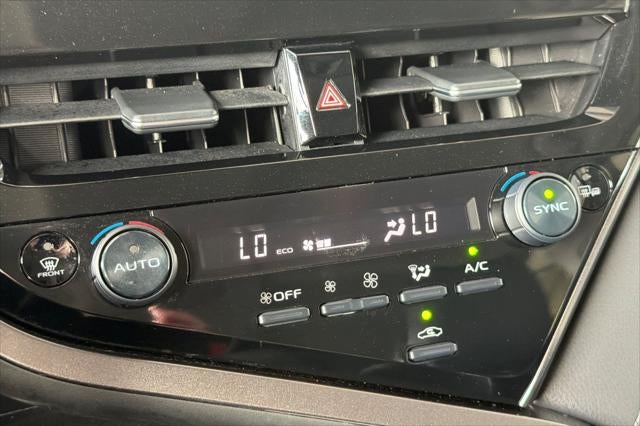 LO ECO LO
SYNC
FRONT
AUTO
OFF
A/C